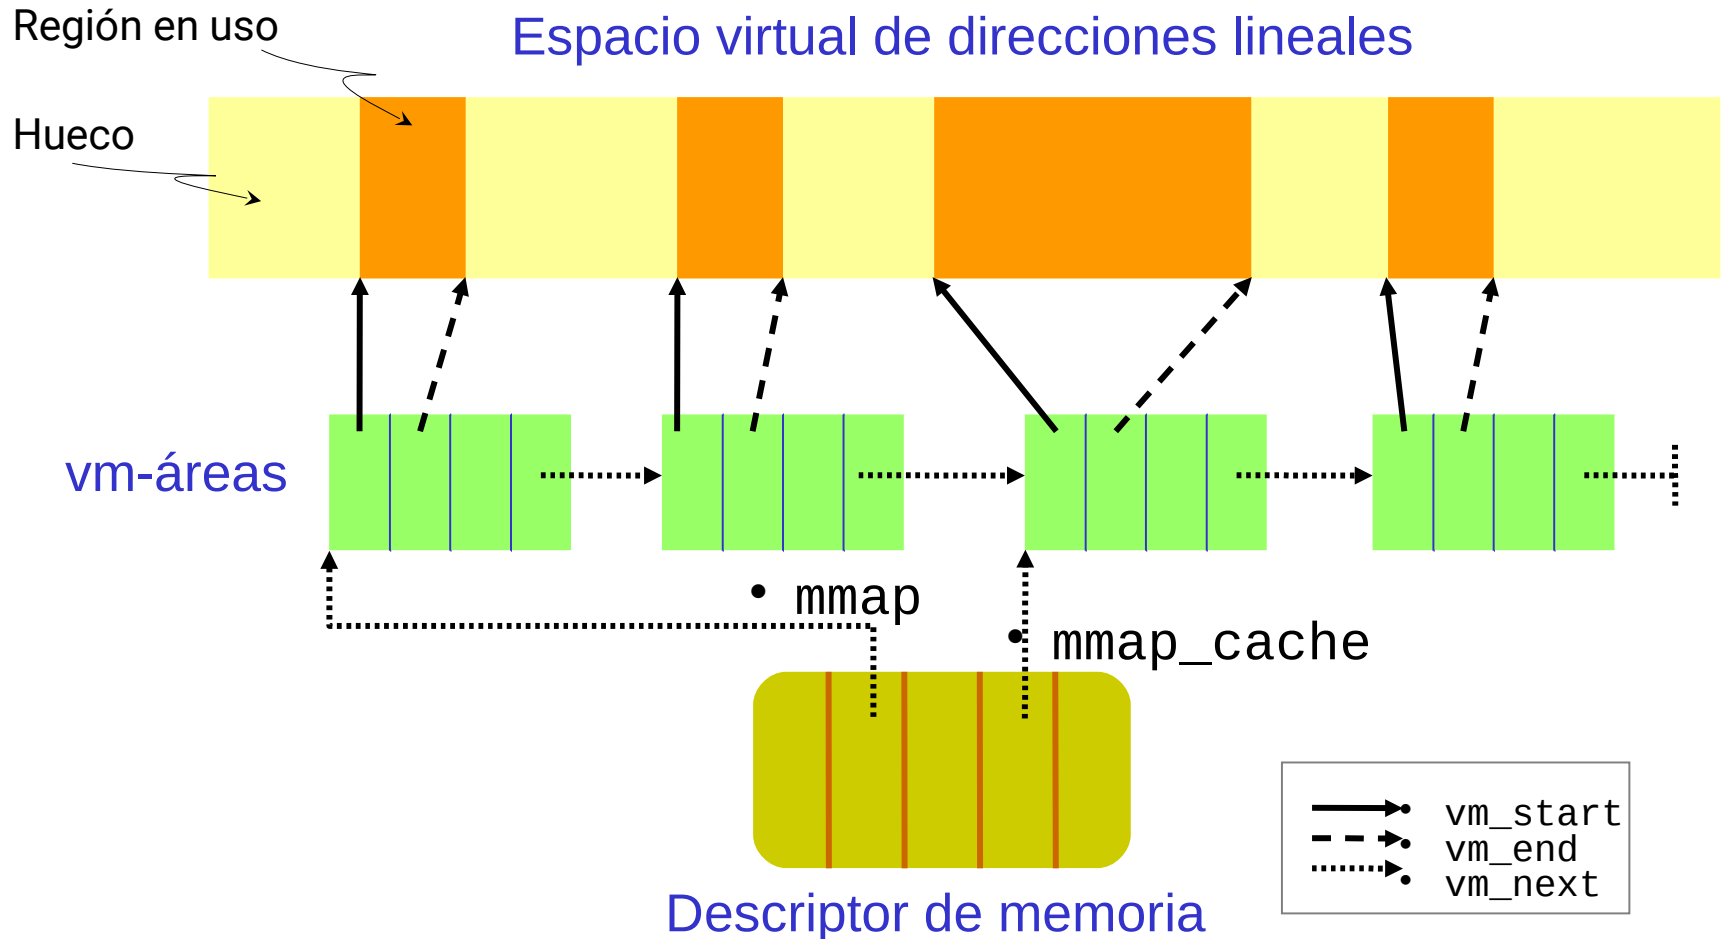 Región en uso
Espacio virtual de direcciones lineales
Hueco
vm-áreas
• mmap
• mmap_cache
• vm_start
• vm_end
• vm_next
Descriptor de memoria